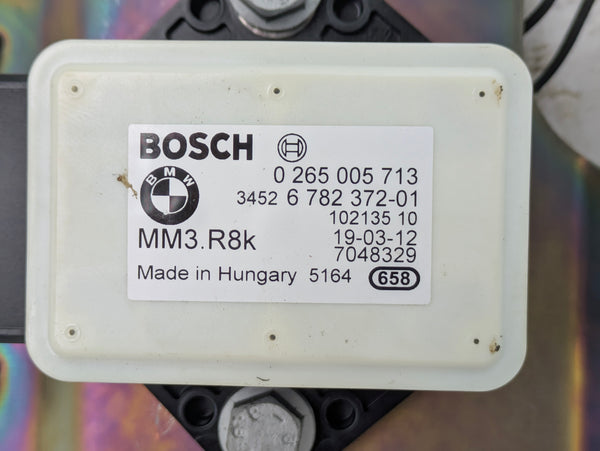 BOSCH
0 265 005 713
BMW
3452 6 782 372-01
102135 10
MM3.R8k 19-03-12
7048329
Made in Hungary 5164 658